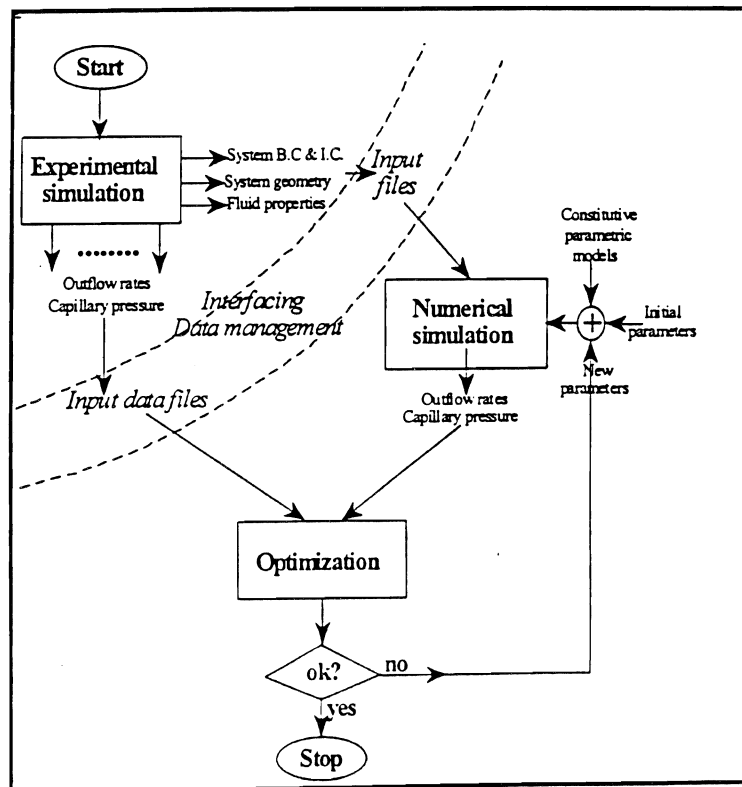 Start
Experimental
simulation
System B.C & I.C.
System geometry
Fluid properties
Input
files
Outflow rates
Capillary pressure
Interfacing
Data management
Input data files
Constitutive
parametric
models
Numerical
simulation
+
Initial
parameters
New
parameters
Outflow rates
Capillary pressure
Optimization
ok?
no
yes
Stop